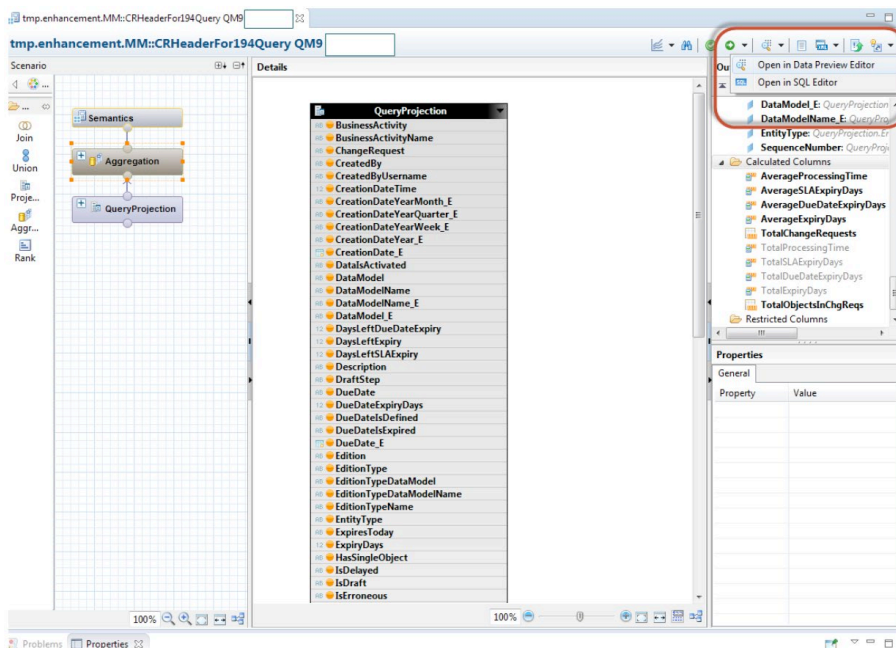 tmp.enhancement.MM::CRHeaderFor194Query QM9
tmp.enhancement.MM::CRHeaderFor194Query QM9
Scenario
Details
Open in Data Preview Editor
Open in SQL Editor
Join
Union
Proje...
Aggr...
Rank
Semantics
Aggregation
QueryProjection
QueryProjection
BusinessActivity
BusinessActivityName
ChangeRequest
CreatedBy
CreatedByUsername
CreationDateTime
CreationDateYearMonth_E
CreationDateYearQuarter_E
CreationDateYearWeek_E
CreationDateYear_E
CreationDate_E
DataIsActivated
DataModel
DataModelName
DataModelName_E
DataModel_E
DaysLeftDueDateExpiry
DaysLeftExpiry
DaysLeftSLAExpiry
Description
DraftStep
DueDate
DueDateExpiryDays
DueDateIsDefined
DueDateIsExpired
DueDate_E
Edition
EditionType
EditionTypeDataModel
EditionTypeDataModelName
EditionTypeName
EntityType
ExpiresToday
ExpiryDays
HasSingleObject
IsDelayed
IsDraft
IsErroneous
DataModel_E: QueryProjection
DataModelName_E: QueryPro
EntityType: QueryProjection.En
SequenceNumber: QueryProj
Calculated Columns
AverageProcessingTime
AverageSLAExpiryDays
AverageDueDateExpiryDays
AverageExpiryDays
TotalChangeRequests
TotalProcessingTime
TotalSLAExpiryDays
TotalDueDateExpiryDays
TotalExpiryDays
TotalObjectsInChgReqs
Restricted Columns
Properties
General
Property Value
100%
100%
Problems Properties